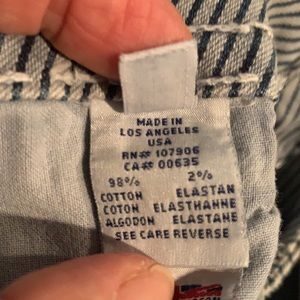 MADE IN
LOS ANGELES
USA
RN# 107906
CA# 00635
98% 2%
COTTON ELASTAN
COTON ELASTHANNE
ALGODON ELASTANE
SEE CARE REVERSE